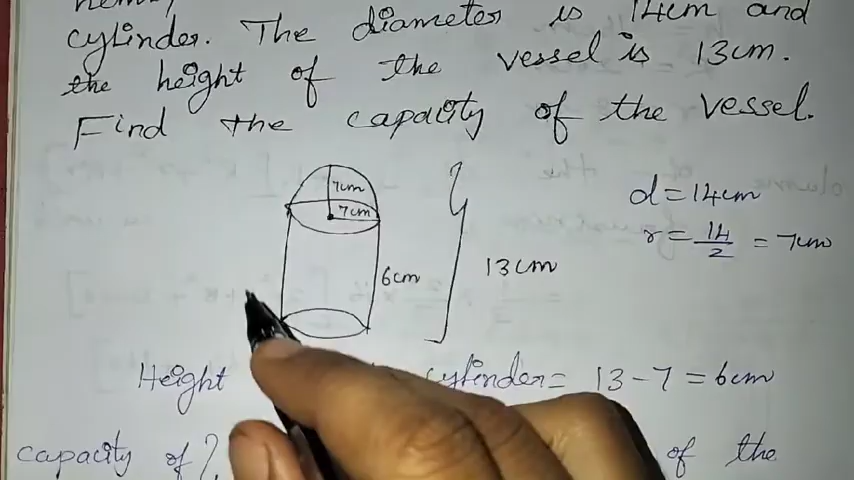 cylinder. The diameter is 14cm and
the height of the vessel is 13cm.
Find the capacity of the vessel.
7cm
7cm
6cm
13cm
d=14cm
r=14/2=7cm
Height cylinder= 13-7=6cm
capacity of of the